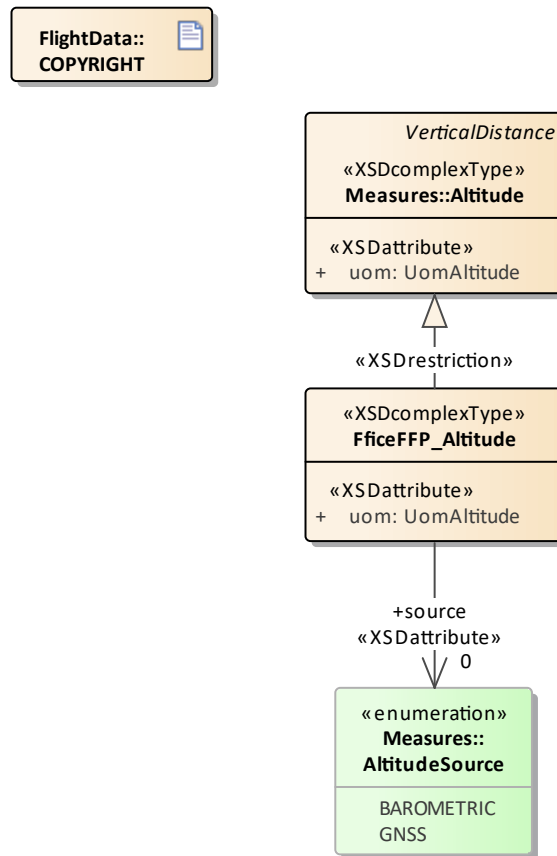 FlightData::
COPYRIGHT
VerticalDistance
«XSDcomplexType»
Measures::Altitude
«XSDattribute»
+ uom: UomAltitude
«XSDrestriction»
«XSDcomplexType»
FficeFFP_Altitude
«XSDattribute»
+ uom: UomAltitude
+source
«XSDattribute»
0
«enumeration»
Measures::
AltitudeSource
BAROMETRIC
GNSS